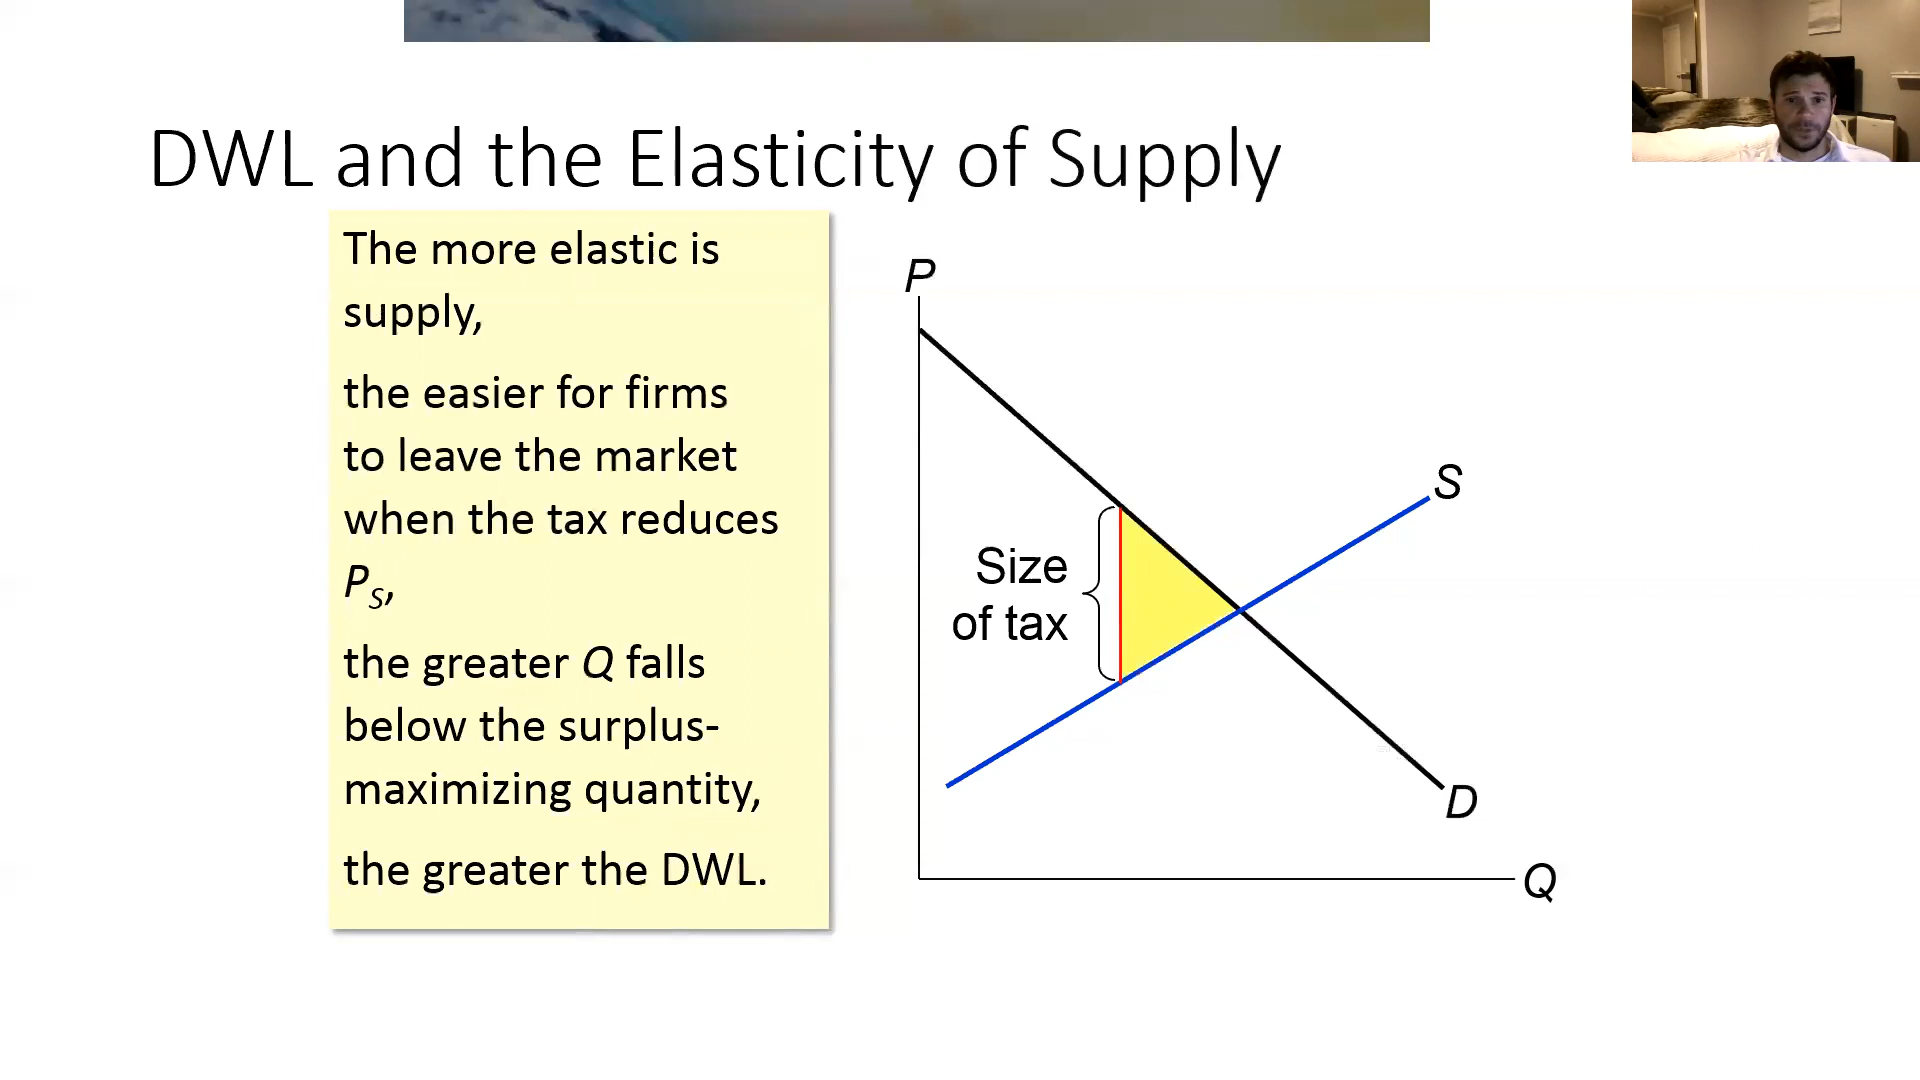 DWL and the Elasticity of Supply
The more elastic is
supply,
the easier for firms
to leave the market
when the tax reduces
PS,
the greater Q falls
below the surplus-
maximizing quantity,
the greater the DWL.
P
S
Size
of tax
D
Q